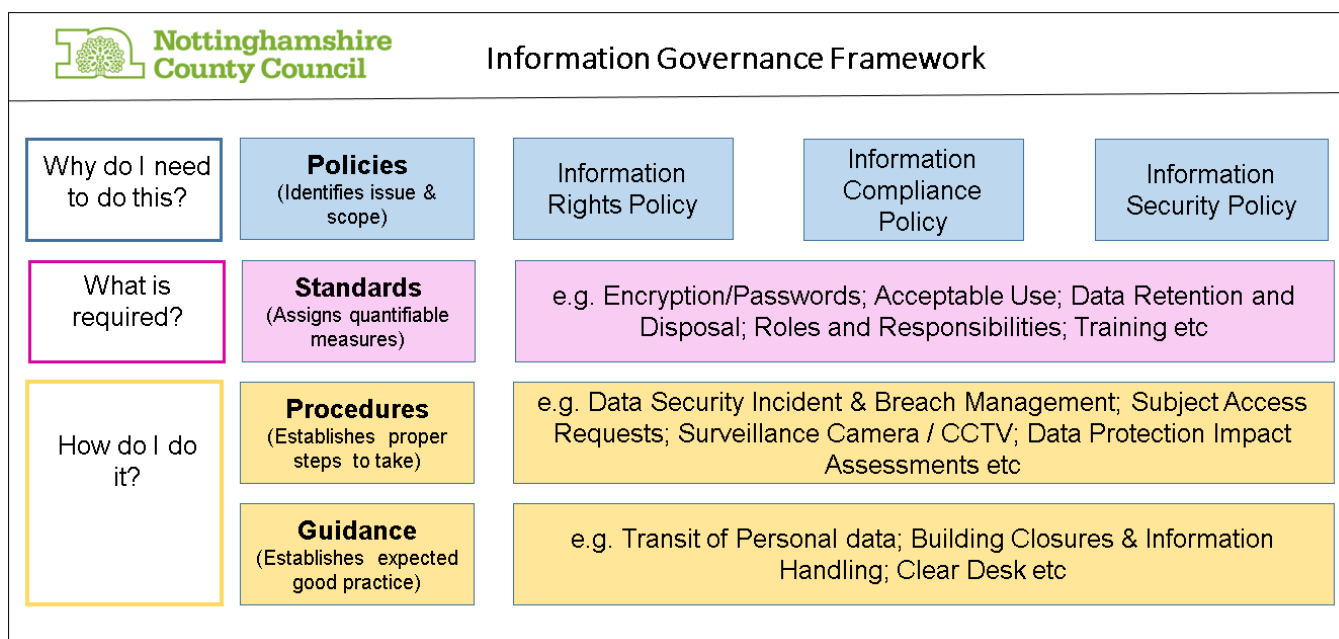 Nottinghamshire
County Council
Information Governance Framework
Why do I need
to do this?
Policies
(Identifies issue &
scope)
Information
Rights Policy
Information
Compliance
Policy
Information
Security Policy
What is
required?
Standards
(Assigns quantifiable
measures)
e.g. Encryption/Passwords; Acceptable Use; Data Retention and
Disposal; Roles and Responsibilities; Training etc
How do I do
it?
Procedures
(Establishes proper
steps to take)
e.g. Data Security Incident & Breach Management; Subject Access
Requests; Surveillance Camera / CCTV; Data Protection Impact
Assessments etc
Guidance
(Establishes expected
good practice)
e.g. Transit of Personal data; Building Closures & Information
Handling; Clear Desk etc